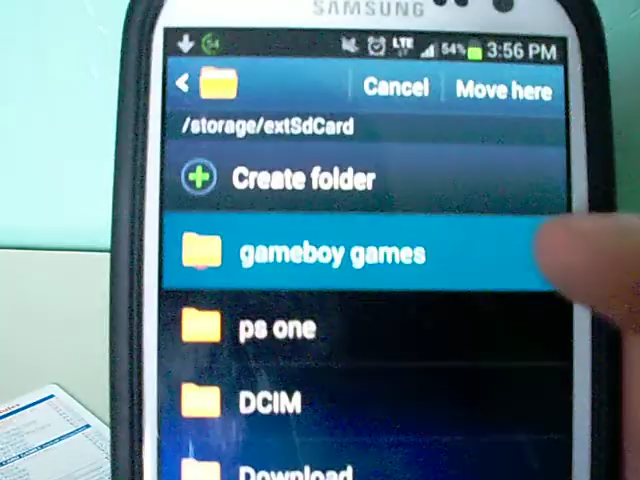 SAMSUNG
54 LTE 54% 3:56 PM
Cancel Move here
/storage/extSdCard
Create folder
gameboy games
ps one
DCIM
Download